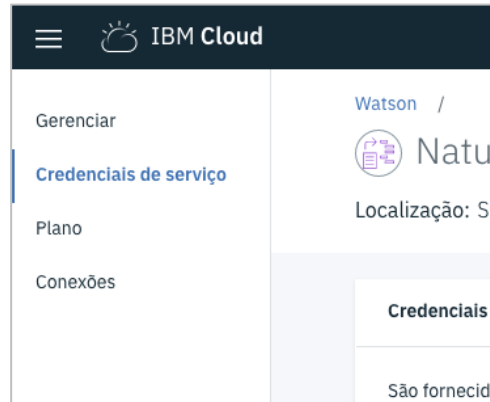 IBM Cloud
Gerenciar
Credenciais de serviço
Plano
Conexões
Watson /
Natu
Localização: S
Credenciais
São fornecid